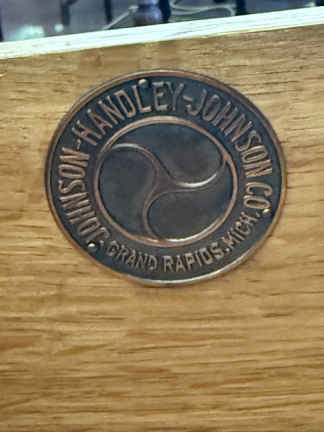 JOHNSON-HANDLEY-JOHNSON CO.
GRAND RAPIDS, MICH.